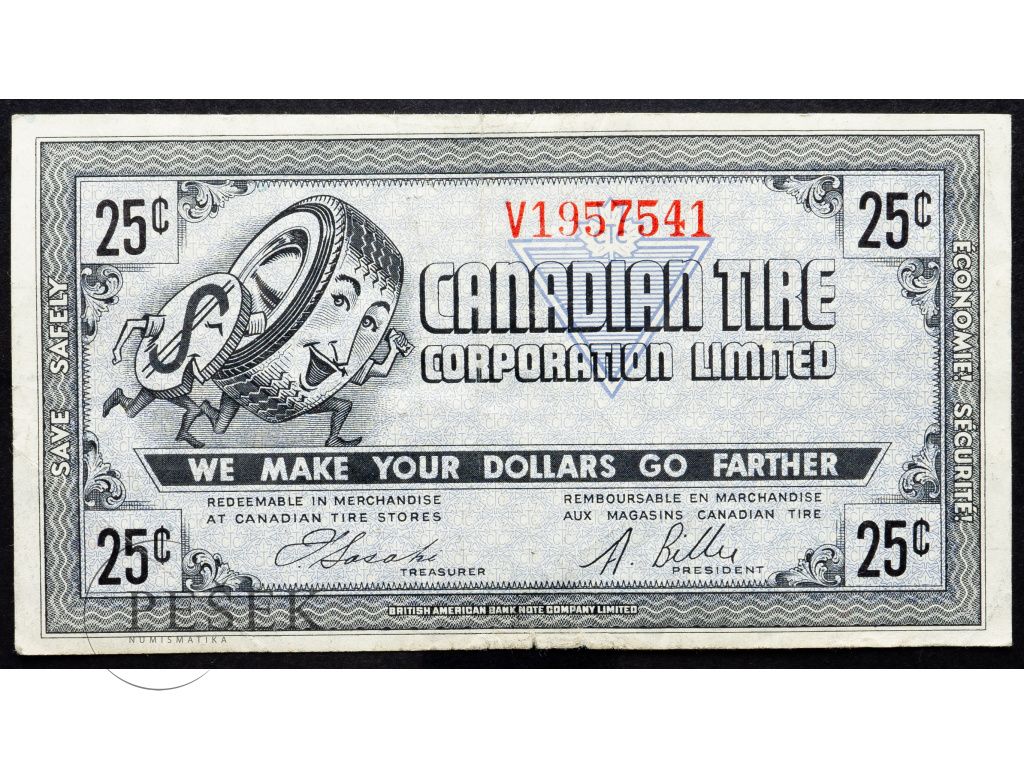 25¢
V1957541
25¢
CANADIAN TIRE
CORPORATION LIMITED
SAVE SAFELY
ÉCONOMIE! SÉCURITÉ!
$
CTC
WE MAKE YOUR DOLLARS GO FARTHER
REDEEMABLE IN MERCHANDISE
AT CANADIAN TIRE STORES
REMBOURSABLE EN MARCHANDISE
AUX MAGASINS CANADIAN TIRE
25¢
TREASURER
A. Billes
PRESIDENT
25¢
BRITISH AMERICAN BANK NOTE COMPANY LIMITED
PESEK
NUMISMATIKA